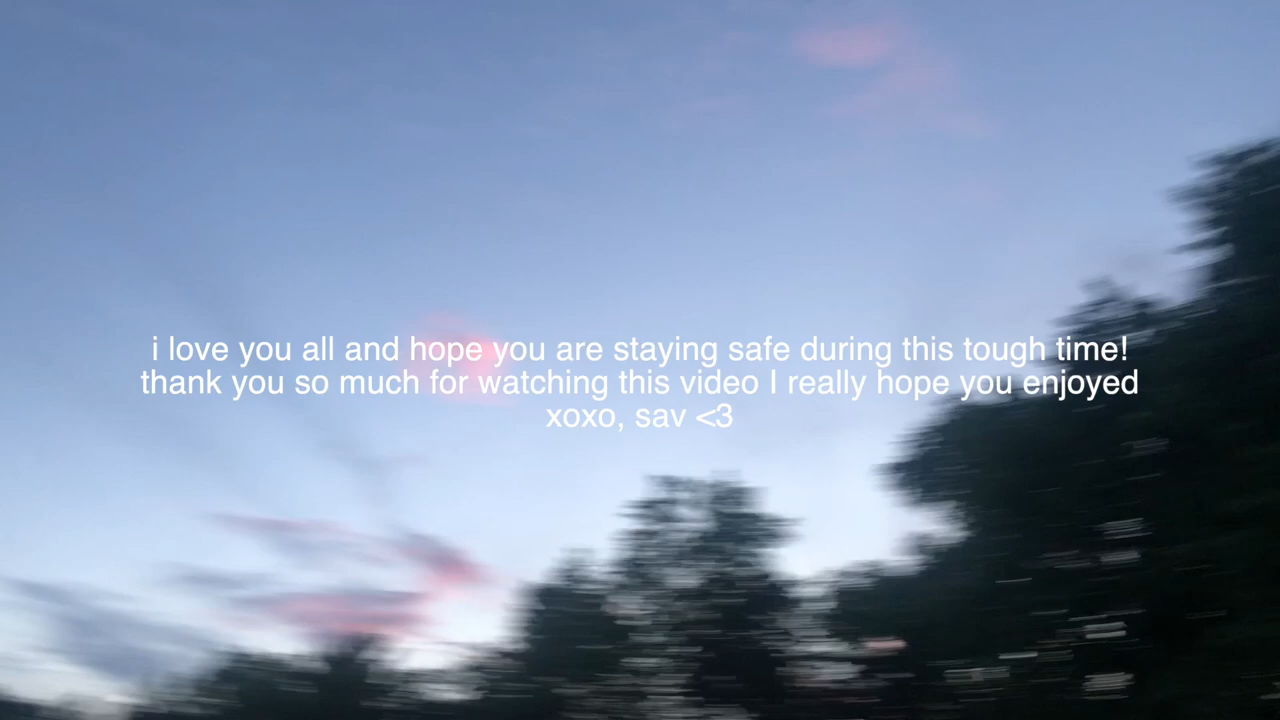 i love you all and hope you are staying safe during this tough time!
thank you so much for watching this video I really hope you enjoyed
xoxo, sav <3